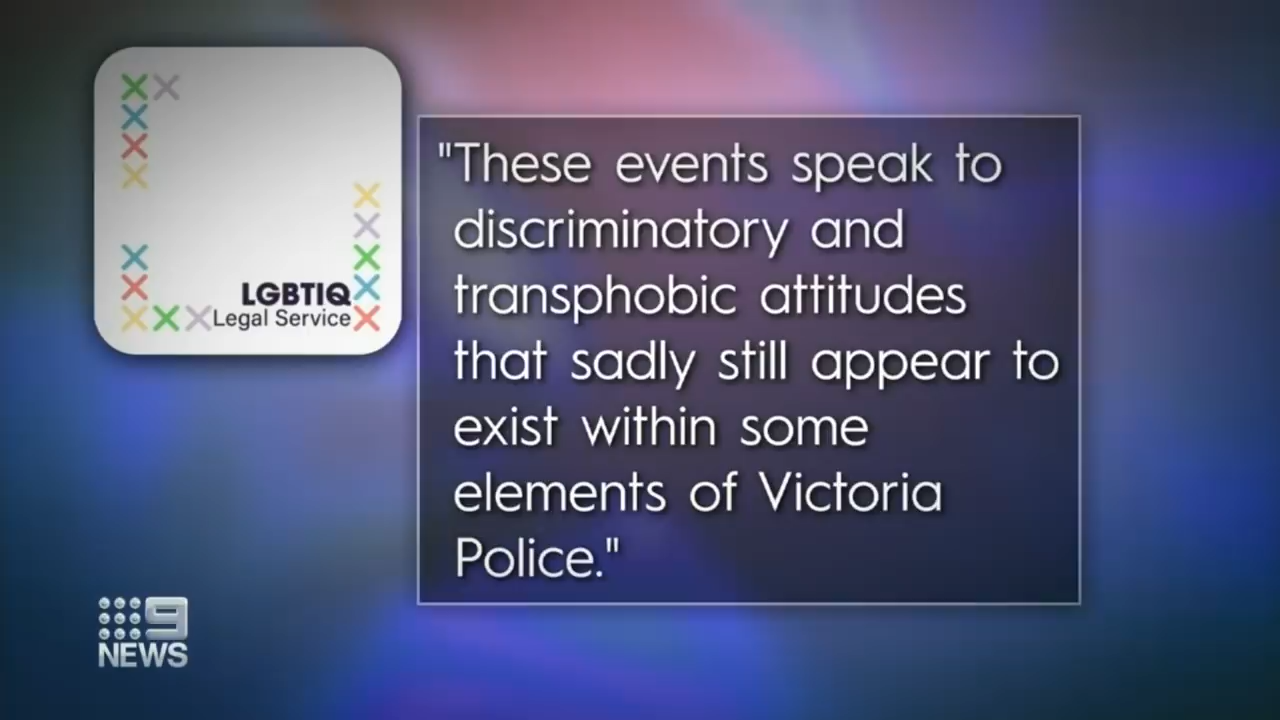 LGBTIQ
Legal Service
"These events speak to
discriminatory and
transphobic attitudes
that sadly still appear to
exist within some
elements of Victoria
Police."
9
NEWS